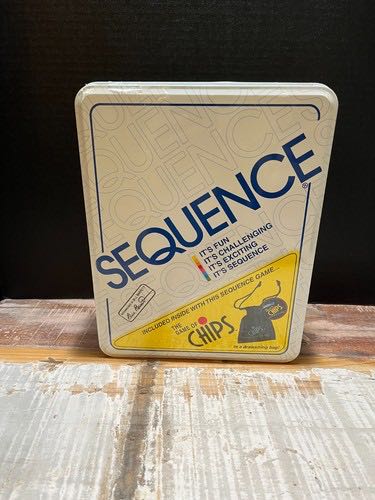 SEQUENCE®
IT'S FUN
IT'S CHALLENGING
IT'S EXCITING
IT'S SEQUENCE
INCLUDED INSIDE WITH THIS SEQUENCE GAME...
THE
GAME OF
CHIPS
in a drawstring bag!